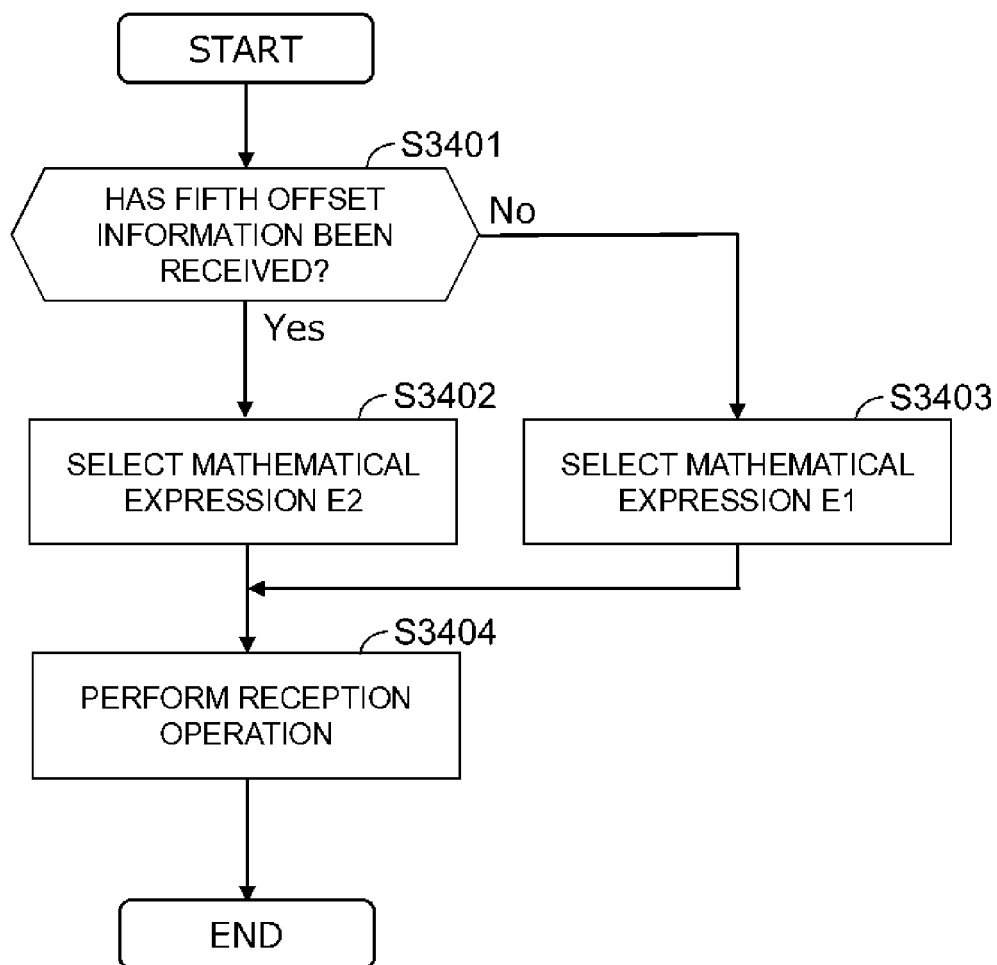 START
S3401
HAS FIFTH OFFSET
INFORMATION BEEN
RECEIVED?
No
Yes
S3402
SELECT MATHEMATICAL
EXPRESSION E2
S3403
SELECT MATHEMATICAL
EXPRESSION E1
S3404
PERFORM RECEPTION
OPERATION
END